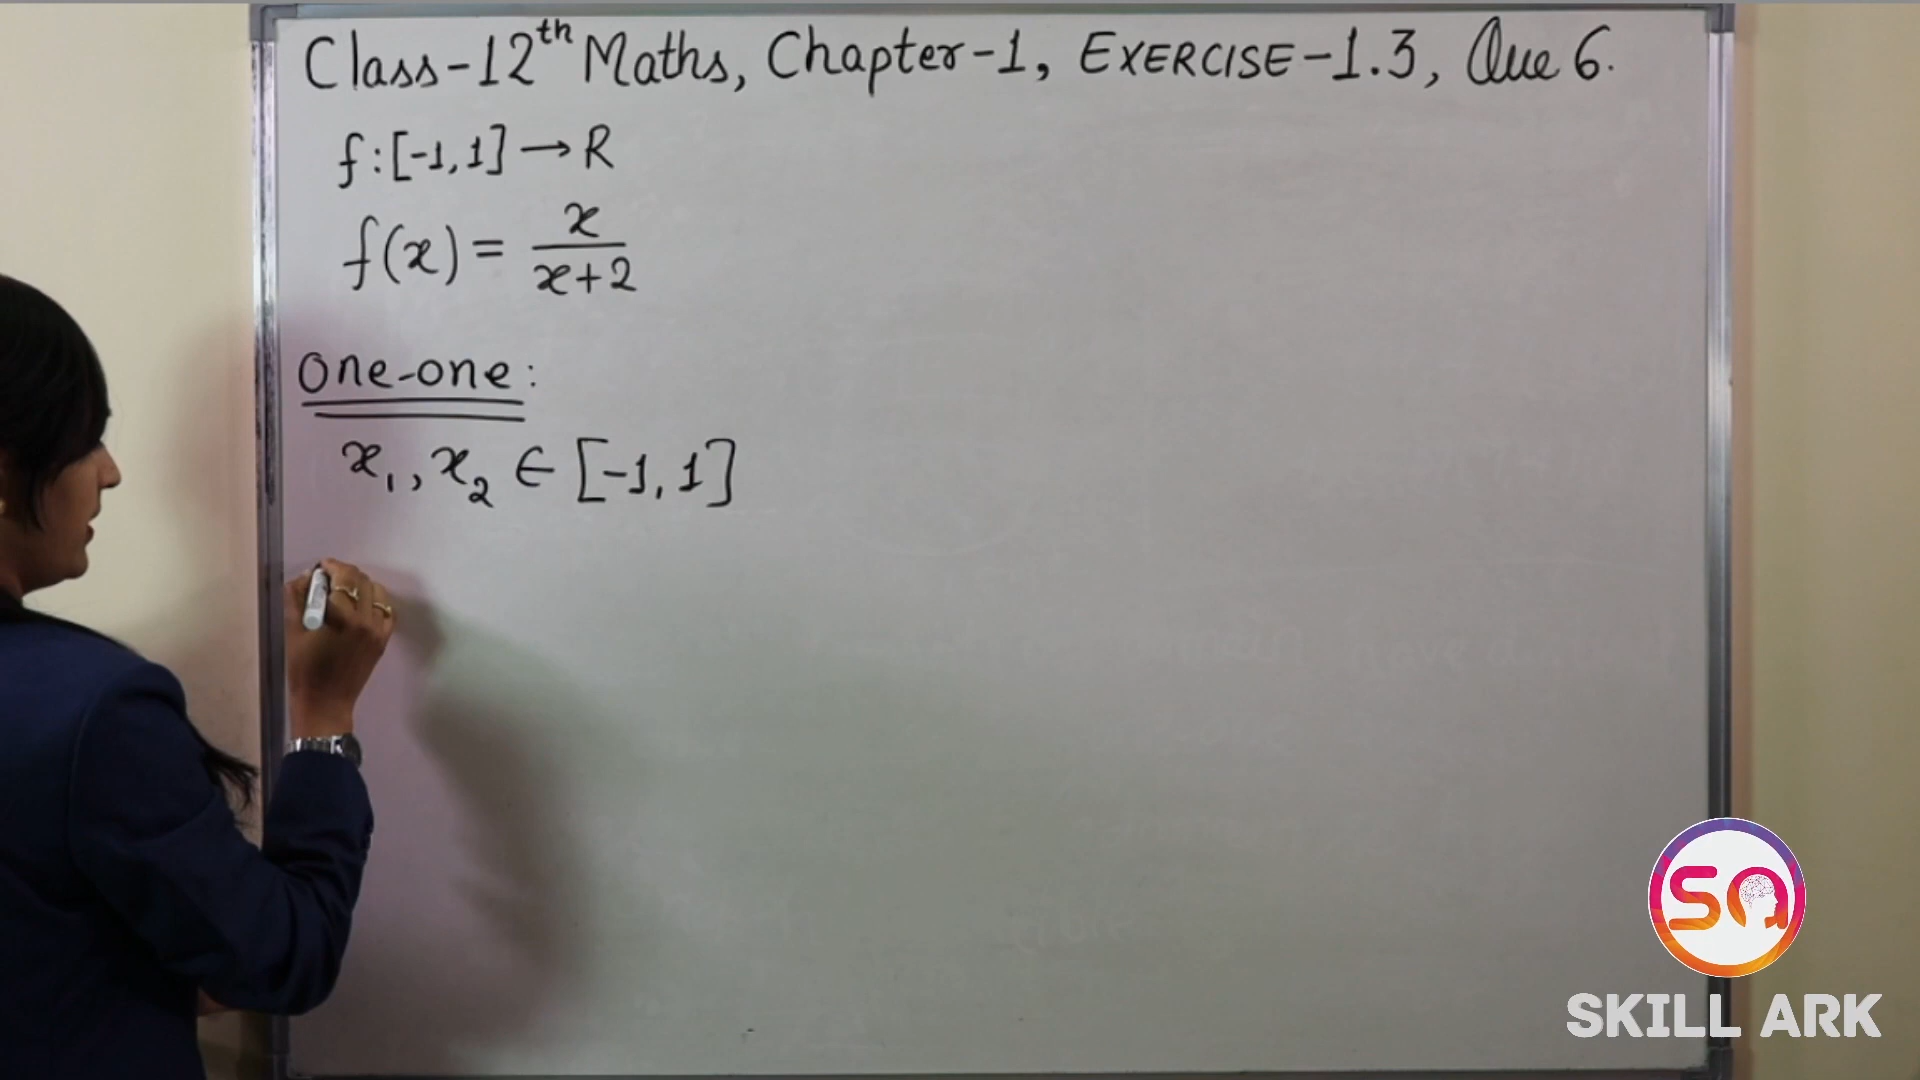 Class-12th Maths, Chapter-1, EXERCISE-1.3, Que 6.
f:[-1,1]→R
f(x) = x/(x+2)
One-one:
x₁, x₂ ∈ [-1,1]
SA
SKILL ARK